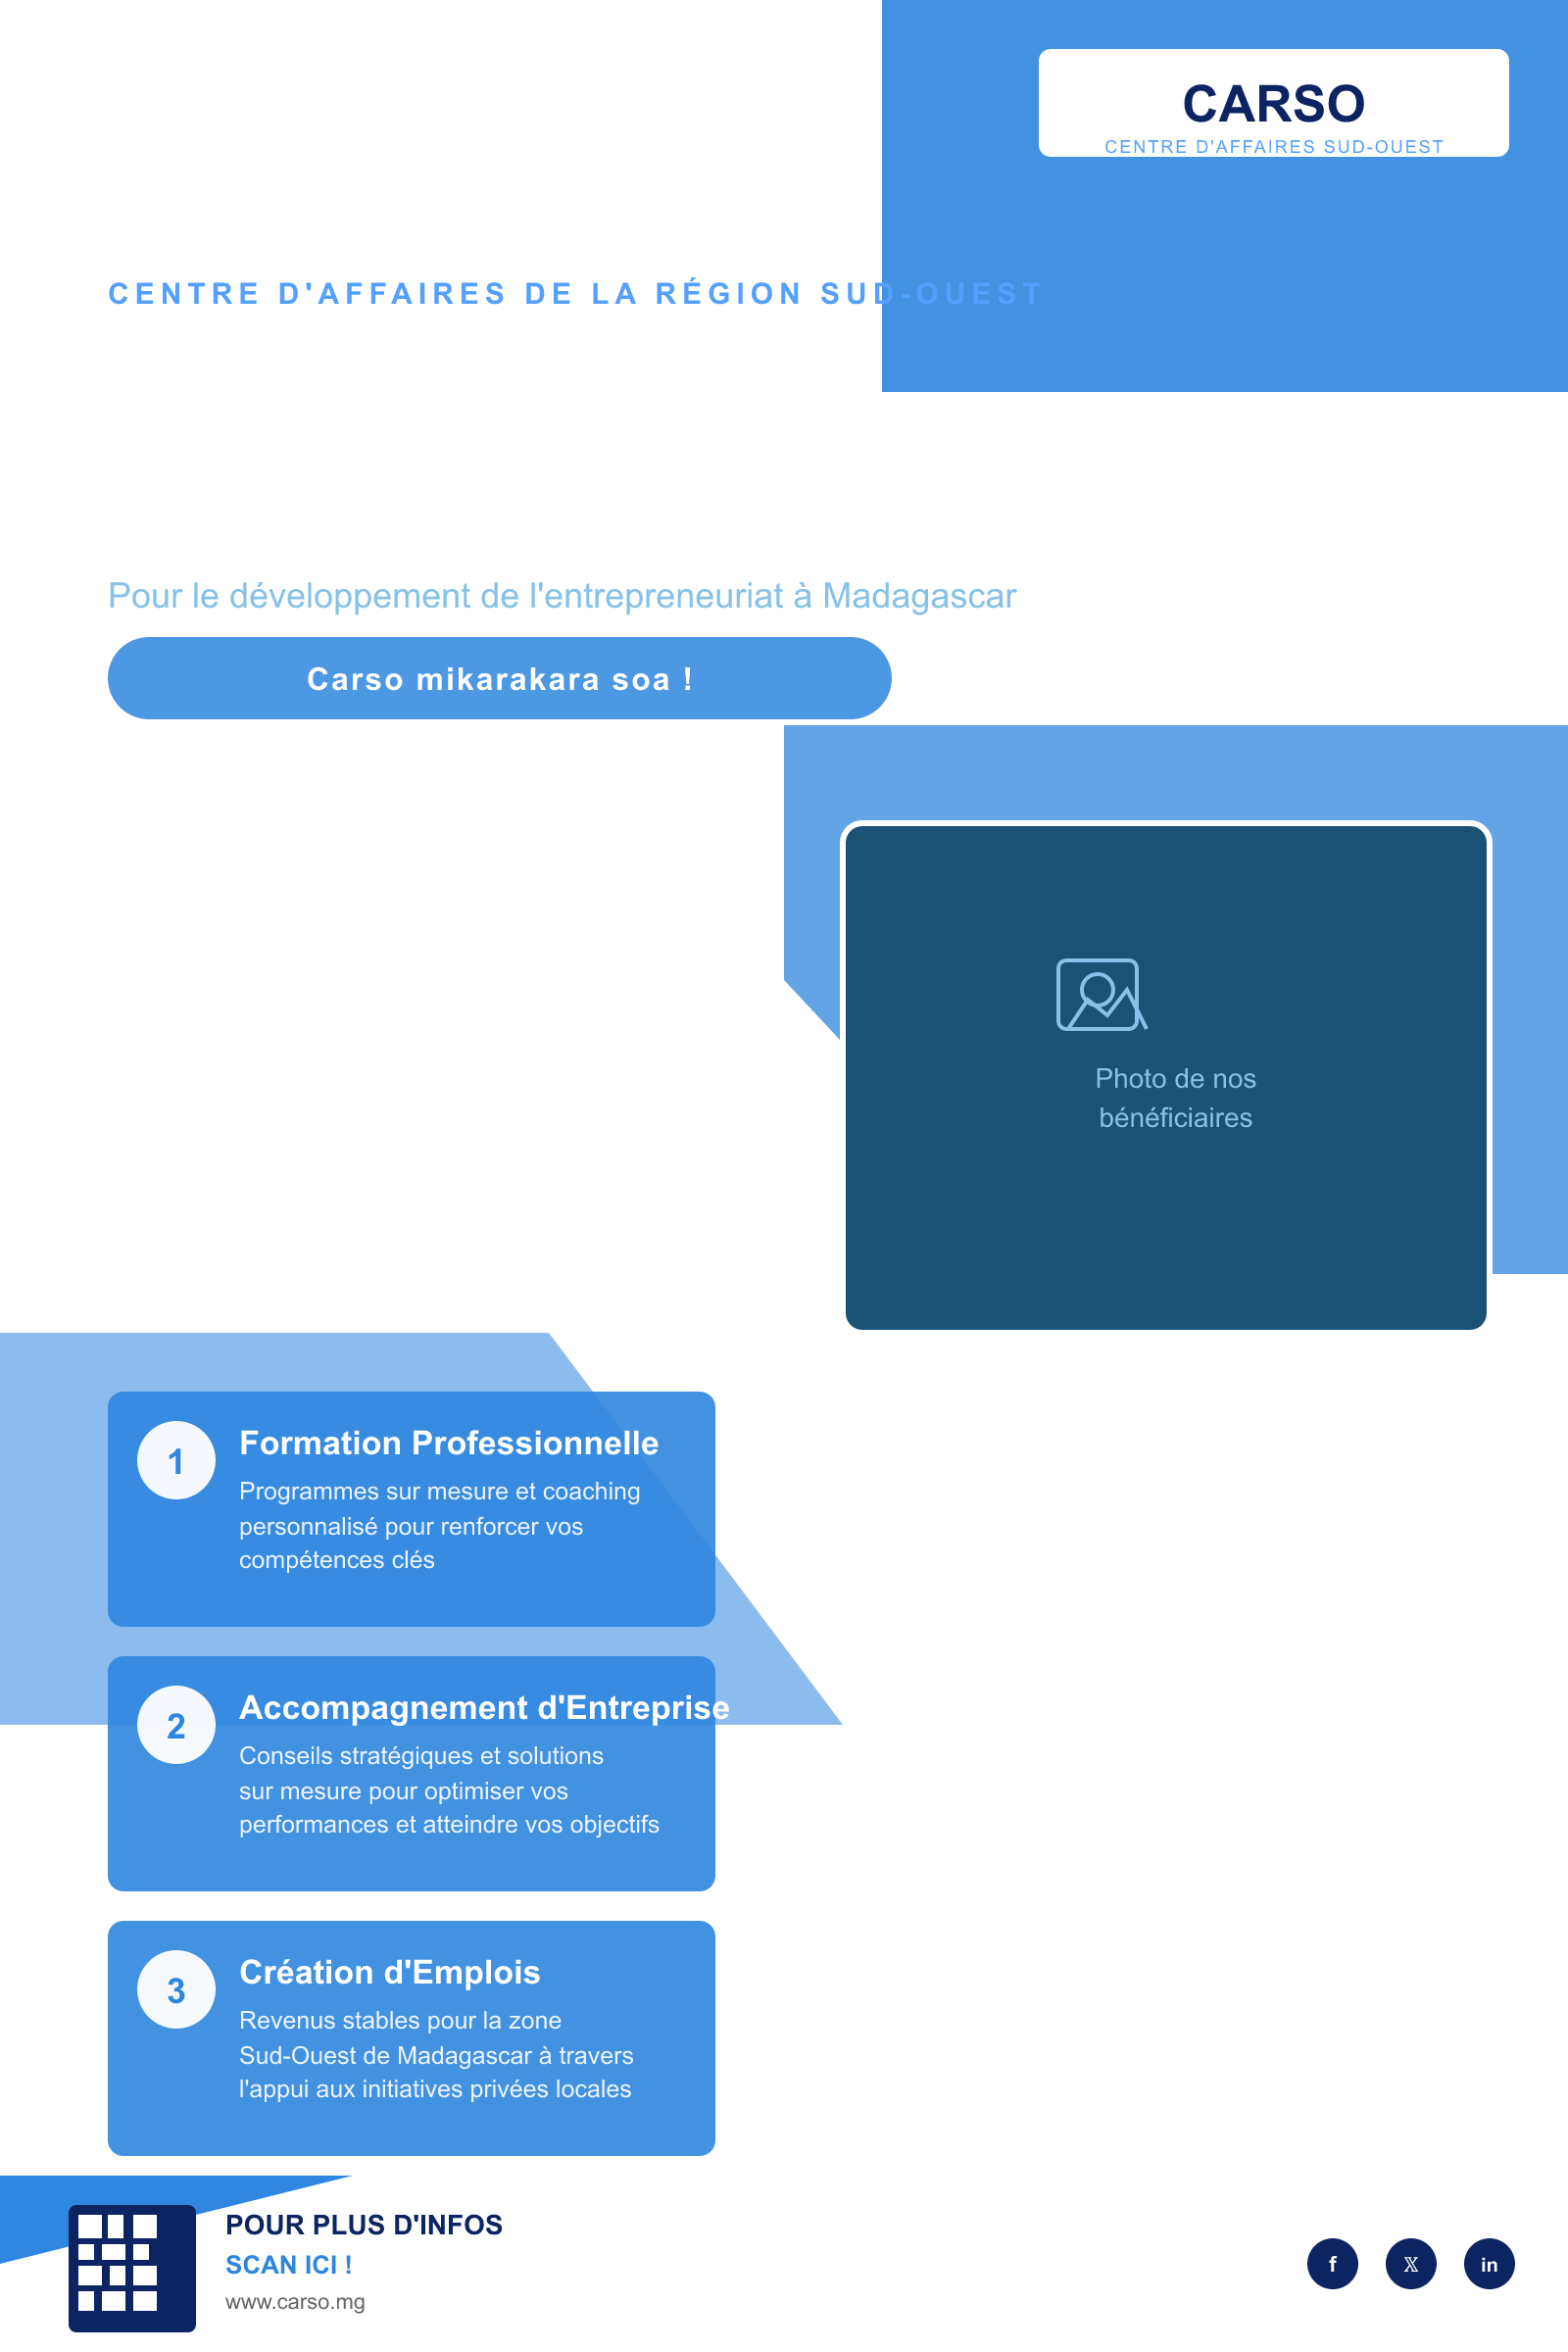 CARSO
CENTRE D'AFFAIRES SUD-OUEST
CENTRE D'AFFAIRES DE LA RÉGION SUD-OUEST
Pour le développement de l'entrepreneuriat à Madagascar
Carso mikarakara soa !
Photo de nos
bénéficiaires
1
Formation Professionnelle
Programmes sur mesure et coaching
personnalisé pour renforcer vos
compétences clés
2
Accompagnement d'Entreprise
Conseils stratégiques et solutions
sur mesure pour optimiser vos
performances et atteindre vos objectifs
3
Création d'Emplois
Revenus stables pour la zone
Sud-Ouest de Madagascar à travers
l'appui aux initiatives privées locales
POUR PLUS D'INFOS
SCAN ICI !
www.carso.mg
f 𝕏 in